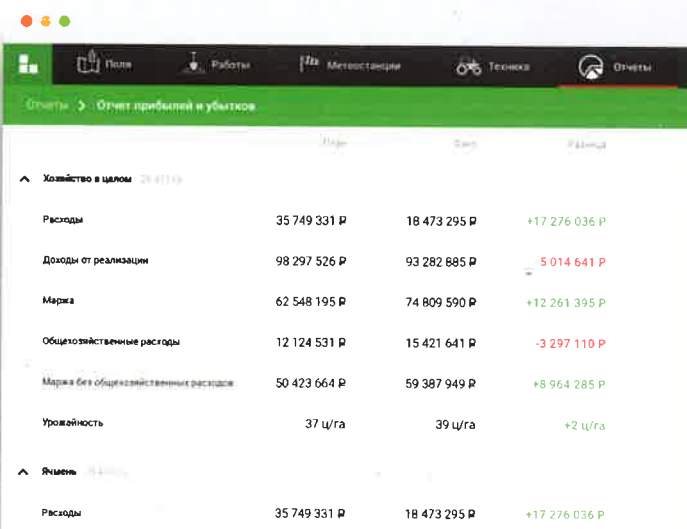 Поля Работы Метеостанции Техника Отчеты
Отчеты > Отчет прибылей и убытков
План Факт Разница
Хозяйство в целом
Расходы 35 749 331 ₽ 18 473 295 ₽ +17 276 036 ₽
Доходы от реализации 98 297 526 ₽ 93 282 885 ₽ 5 014 641 ₽
Маржа 62 548 195 ₽ 74 809 590 ₽ +12 261 395 ₽
Общехозяйственные расходы 12 124 531 ₽ 15 421 641 ₽ -3 297 110 ₽
Маржа без общехозяйственных расходов 50 423 664 ₽ 59 387 949 ₽ +8 964 285 ₽
Урожайность 37 ц/га 39 ц/га +2 ц/га
Ячмень
Расходы 35 749 331 ₽ 18 473 295 ₽ +17 276 036 ₽